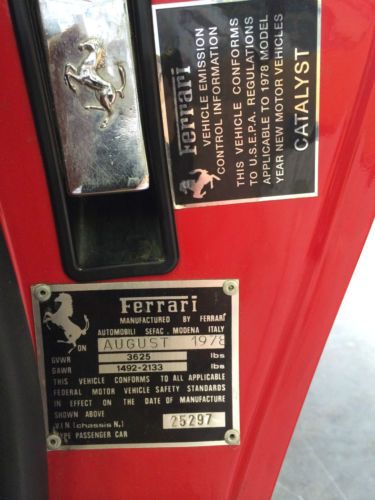 Ferrari
VEHICLE EMISSION
CONTROL INFORMATION
THIS VEHICLE CONFORMS
TO U.S.E.P.A. REGULATIONS
APPLICABLE TO 1978 MODEL
YEAR NEW MOTOR VEHICLES
CATALYST
Ferrari
MANUFACTURED BY FERRARI
AUTOMOBILI SEFAC. MODENA ITALY
ON AUGUST 1978
GVWR 3625 lbs
GAWR 1492-2133 lbs
THIS VEHICLE CONFORMS TO ALL APPLICABLE
FEDERAL MOTOR VEHICLE SAFETY STANDARDS
IN EFFECT ON THE DATE OF MANUFACTURE
SHOWN ABOVE
V.I.N. (chassis N.) 25297
TYPE PASSENGER CAR